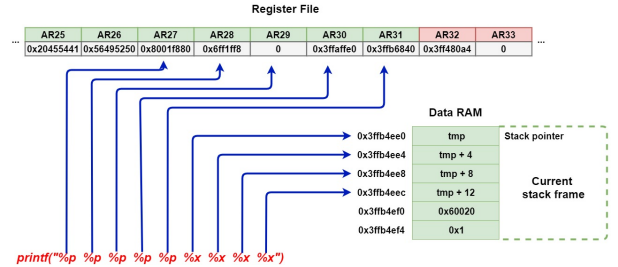 Register File
AR25 AR26 AR27 AR28 AR29 AR30 AR31 AR32 AR33
... 0x20455441 0x56495250 0x8001f880 0x6ff1ff8 0 0x3ffaffe0 0x3ffb6840 0x3ff480a4 0 ...
Data RAM
0x3ffb4ee0 tmp Stack pointer
0x3ffb4ee4 tmp + 4
0x3ffb4ee8 tmp + 8
0x3ffb4eec tmp + 12
0x3ffb4ef0 0x60020
0x3ffb4ef4 0x1
Current
stack frame
printf("%p %p %p %p %p %x %x %x %x")